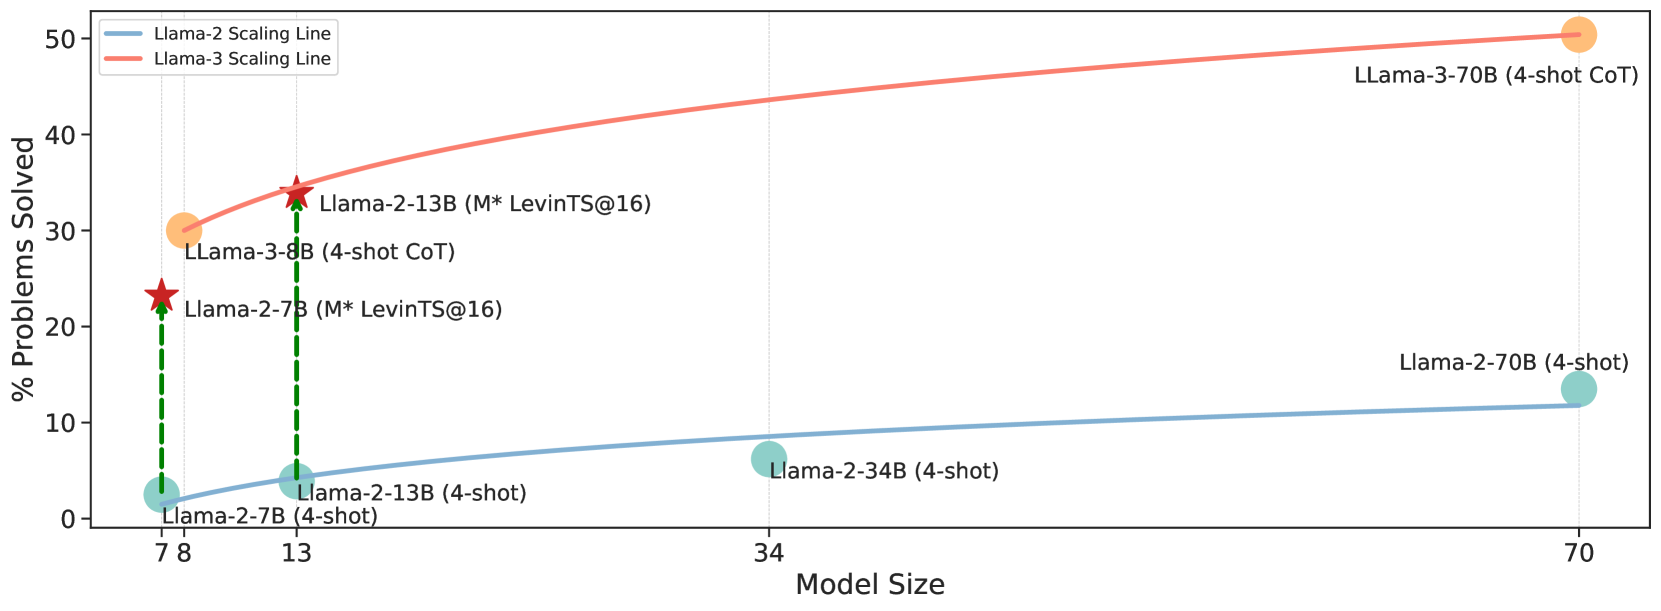 Llama-2 Scaling Line
Llama-3 Scaling Line
% Problems Solved
50
40
30
20
10
0
LLama-3-70B (4-shot CoT)
Llama-2-13B (M* LevinTS@16)
LLama-3-8B (4-shot CoT)
Llama-2-7B (M* LevinTS@16)
Llama-2-70B (4-shot)
Llama-2-34B (4-shot)
Llama-2-13B (4-shot)
Llama-2-7B (4-shot)
7 8 13 34 70
Model Size